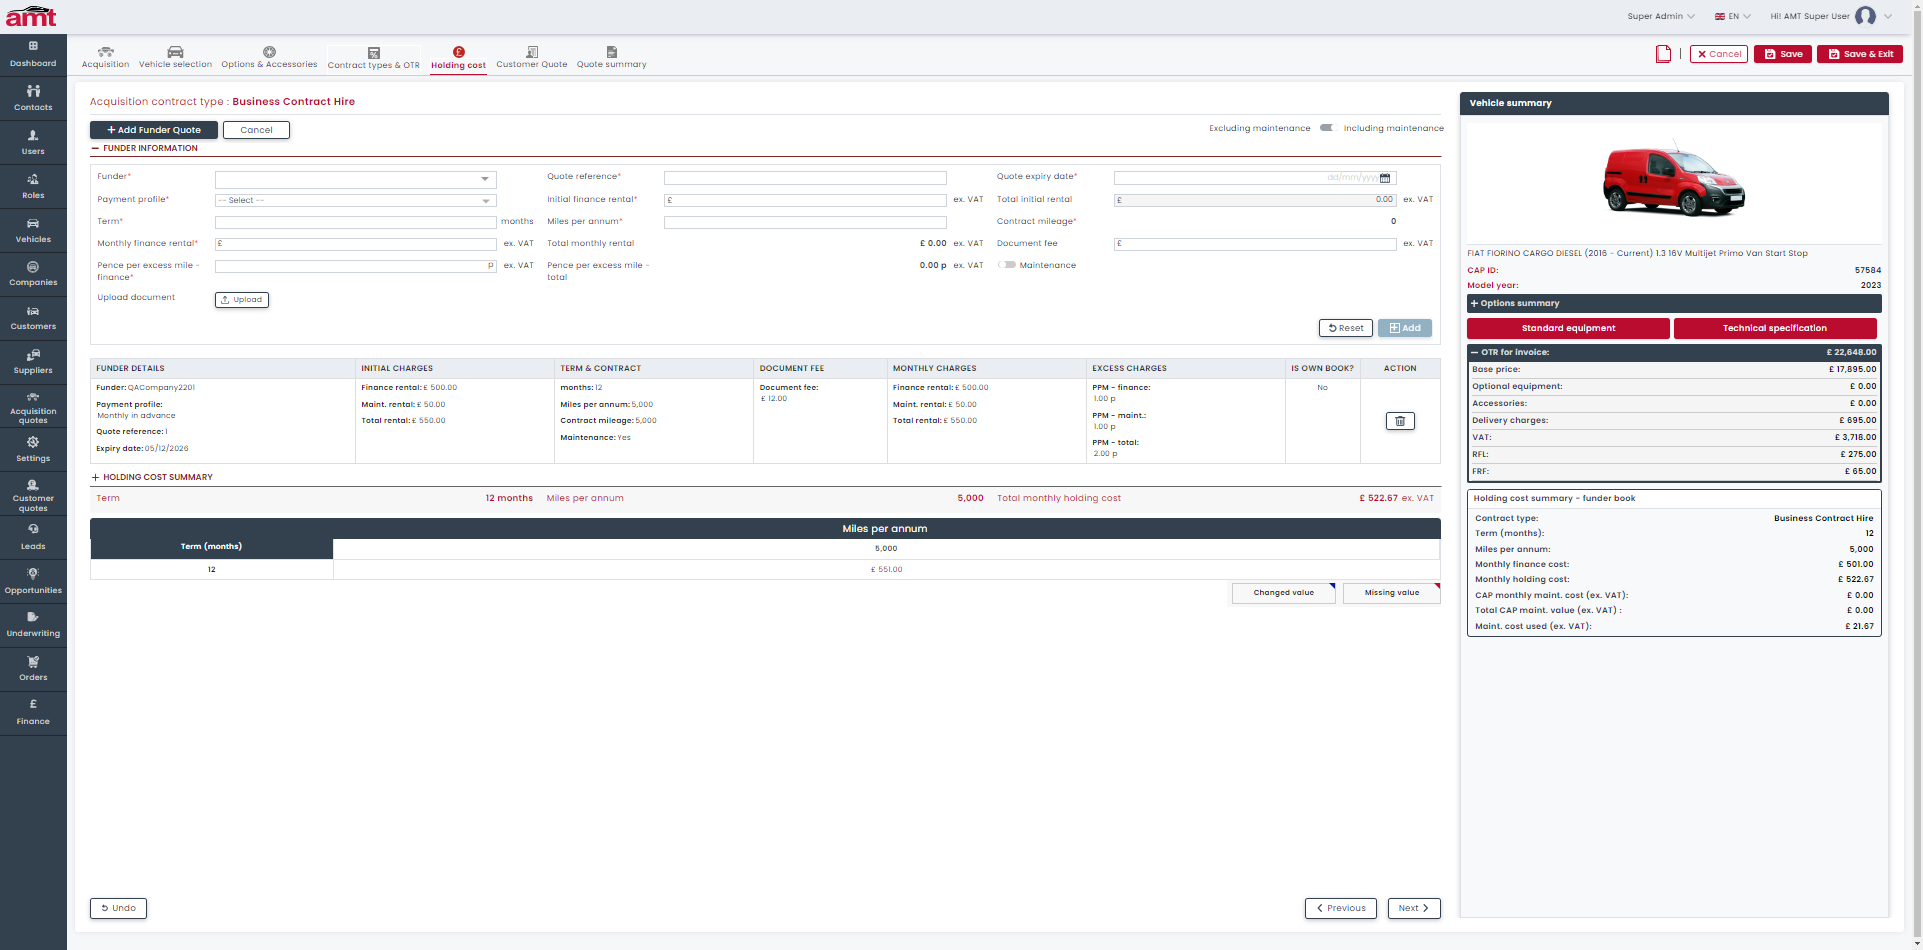 amt
Super Admin
EN
Hi! AMT Super User
Dashboard
Contacts
Users
Roles
Vehicles
Companies
Customers
Suppliers
Acquisition
quotes
Settings
Customer
quotes
Leads
Opportunities
Underwriting
Orders
Finance
Acquisition
Vehicle selection
Options & Accessories
Contract types & OTR
Holding cost
Customer Quote
Quote summary
Cancel
Save
Save & Exit
Acquisition contract type : Business Contract Hire
+ Add Funder Quote
Cancel
Excluding maintenance
Including maintenance
FUNDER INFORMATION
Funder*
Quote reference*
Quote expiry date* dd/mm/yyyy
Payment profile* -- Select --
Initial finance rental* £ ex. VAT
Total initial rental £ 0.00 ex. VAT
Term* months
Miles per annum*
Contract mileage* 0
Monthly finance rental* £ ex. VAT
Total monthly rental £ 0.00 ex. VAT
Document fee £ ex. VAT
Pence per excess mile -
finance* p ex. VAT
Pence per excess mile -
total 0.00 p ex. VAT
Maintenance
Upload document Upload
Reset
Add
FUNDER DETAILS
INITIAL CHARGES
TERM & CONTRACT
DOCUMENT FEE
MONTHLY CHARGES
EXCESS CHARGES
IS OWN BOOK?
ACTION
Funder: QACompany2201
Payment profile:
Monthly in advance
Quote reference: 1
Expiry date: 05/12/2026
Finance rental: £ 500.00
Maint. rental: £ 50.00
Total rental: £ 550.00
months: 12
Miles per annum: 5,000
Contract mileage: 5,000
Maintenance: Yes
Document fee:
£ 12.00
Finance rental: £ 500.00
Maint. rental: £ 50.00
Total rental: £ 550.00
PPM - finance:
1.00 p
PPM - maint.:
1.00 p
PPM - total:
2.00 p
No
HOLDING COST SUMMARY
Term 12 months Miles per annum 5,000 Total monthly holding cost £ 522.67 ex. VAT
Miles per annum
Term (months) 5,000
12 £ 551.00
Changed value
Missing value
Undo
Previous
Next
Vehicle summary
FIAT FIORINO CARGO DIESEL (2016 - Current) 1.3 16V Multijet Primo Van Start Stop
CAP ID: 57584
Model year: 2023
Options summary
Standard equipment
Technical specification
OTR for invoice: £ 22,648.00
Base price: £ 17,895.00
Optional equipment: £ 0.00
Accessories: £ 0.00
Delivery charges: £ 695.00
VAT: £ 3,718.00
RFL: £ 275.00
FRF: £ 65.00
Holding cost summary - funder book
Contract type: Business Contract Hire
Term (months): 12
Miles per annum: 5,000
Monthly finance cost: £ 501.00
Monthly holding cost: £ 522.67
CAP monthly maint. cost (ex. VAT): £ 0.00
Total CAP maint. value (ex. VAT) : £ 0.00
Maint. cost used (ex. VAT): £ 21.67